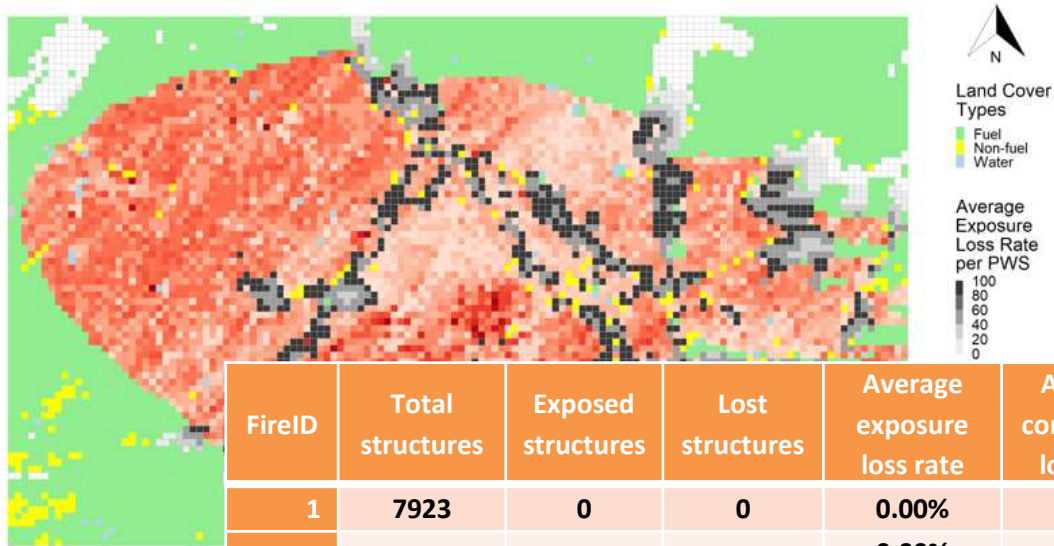 N
Land Cover
Types
Fuel
Non-fuel
Water
Average
Exposure
Loss Rate
per PWS
100
80
60
40
20
0
FireID
Total
structures
Exposed
structures
Lost
structures
Average
exposure
loss rate
1 7923 0 0 0.00%